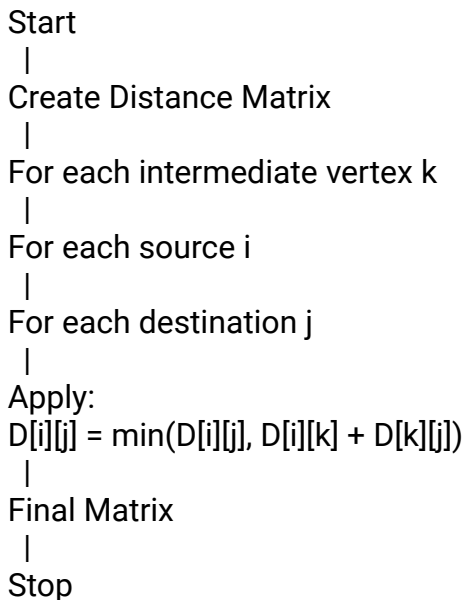 Start
|
Create Distance Matrix
|
For each intermediate vertex k
|
For each source i
|
For each destination j
|
Apply:
D[i][j] = min(D[i][j], D[i][k] + D[k][j])
|
Final Matrix
|
Stop